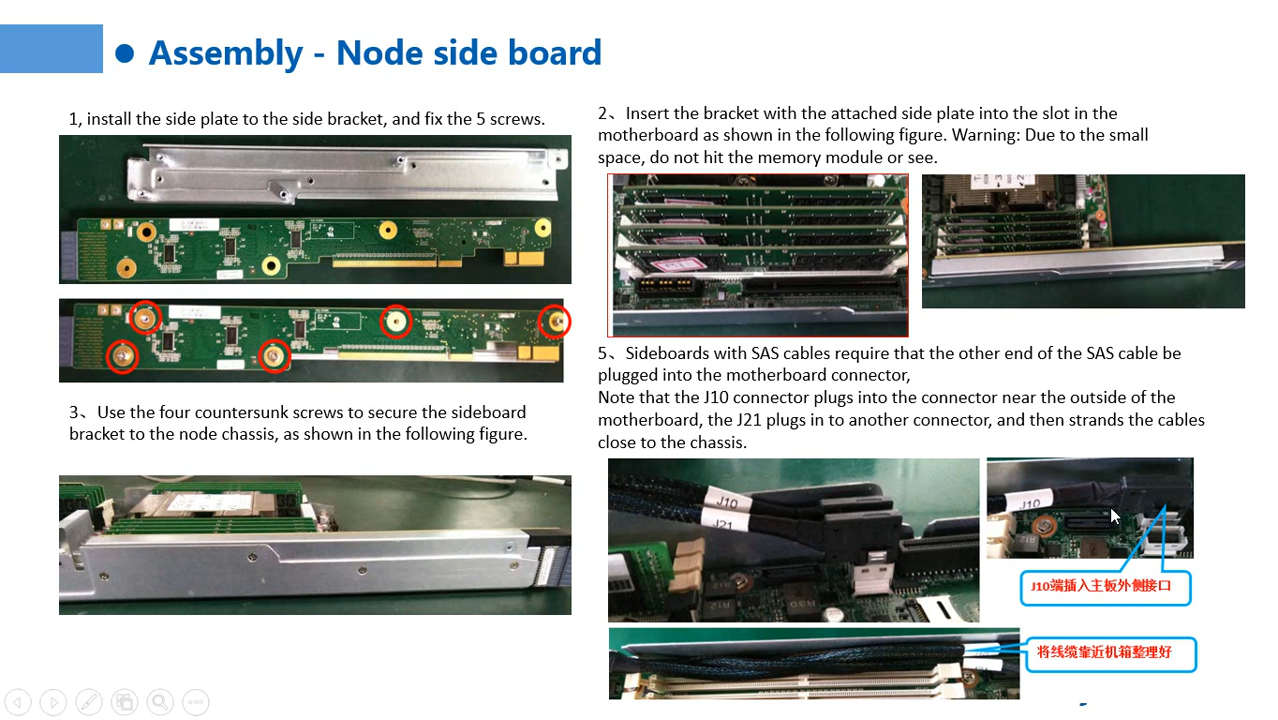 Assembly - Node side board
1, install the side plate to the side bracket, and fix the 5 screws.
2、Insert the bracket with the attached side plate into the slot in the
motherboard as shown in the following figure. Warning: Due to the small
space, do not hit the memory module or see.
3、Use the four countersunk screws to secure the sideboard
bracket to the node chassis, as shown in the following figure.
5、Sideboards with SAS cables require that the other end of the SAS cable be
plugged into the motherboard connector,
Note that the J10 connector plugs into the connector near the outside of the
motherboard, the J21 plugs in to another connector, and then strands the cables
close to the chassis.
J10
J21
R12
R30
J10
R12
J10端插入主板外侧接口
将线缆靠近机箱整理好